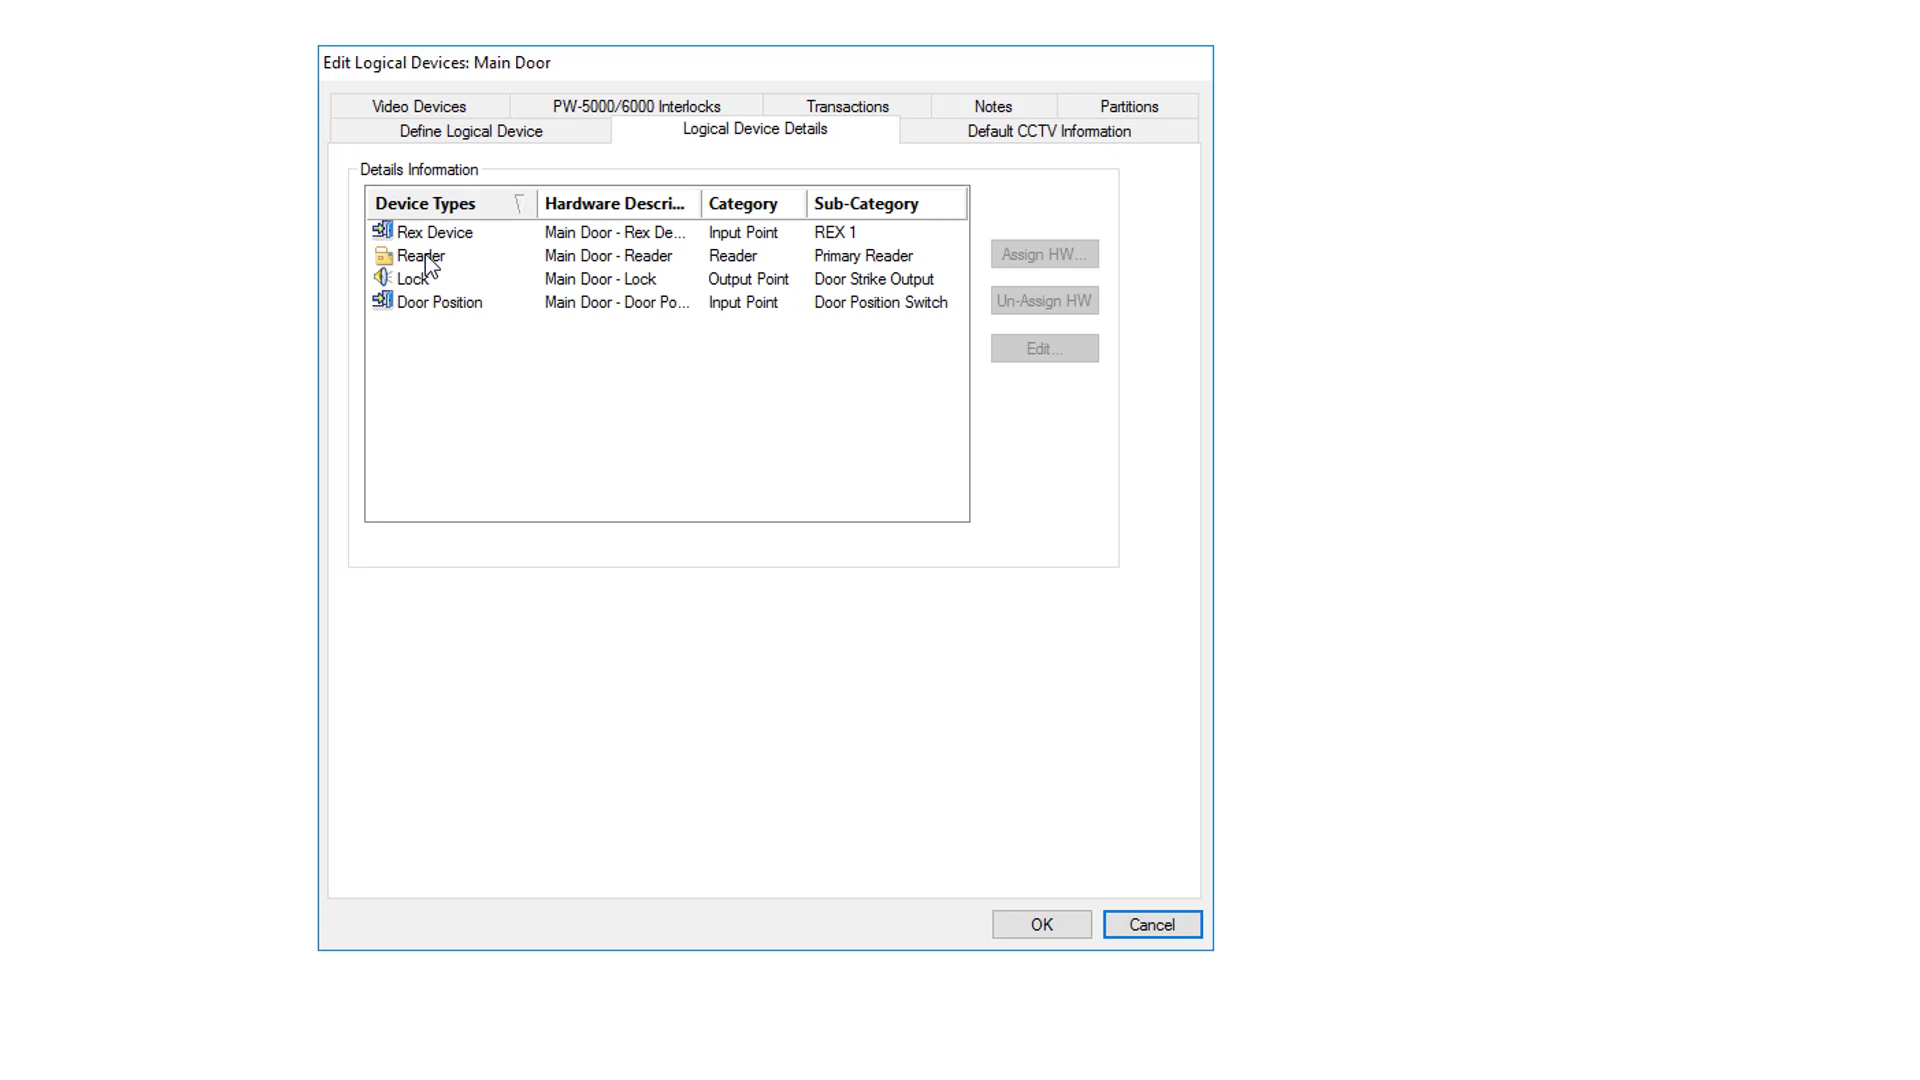 Edit Logical Devices: Main Door
Video Devices PW-5000/6000 Interlocks Transactions Notes Partitions
Define Logical Device Logical Device Details Default CCTV Information
Details Information
Device Types Hardware Descri... Category Sub-Category
Rex Device Main Door - Rex De... Input Point REX 1
Reader Main Door - Reader Reader Primary Reader
Lock Main Door - Lock Output Point Door Strike Output
Door Position Main Door - Door Po... Input Point Door Position Switch
Assign HW...
Un-Assign HW
Edit...
OK Cancel